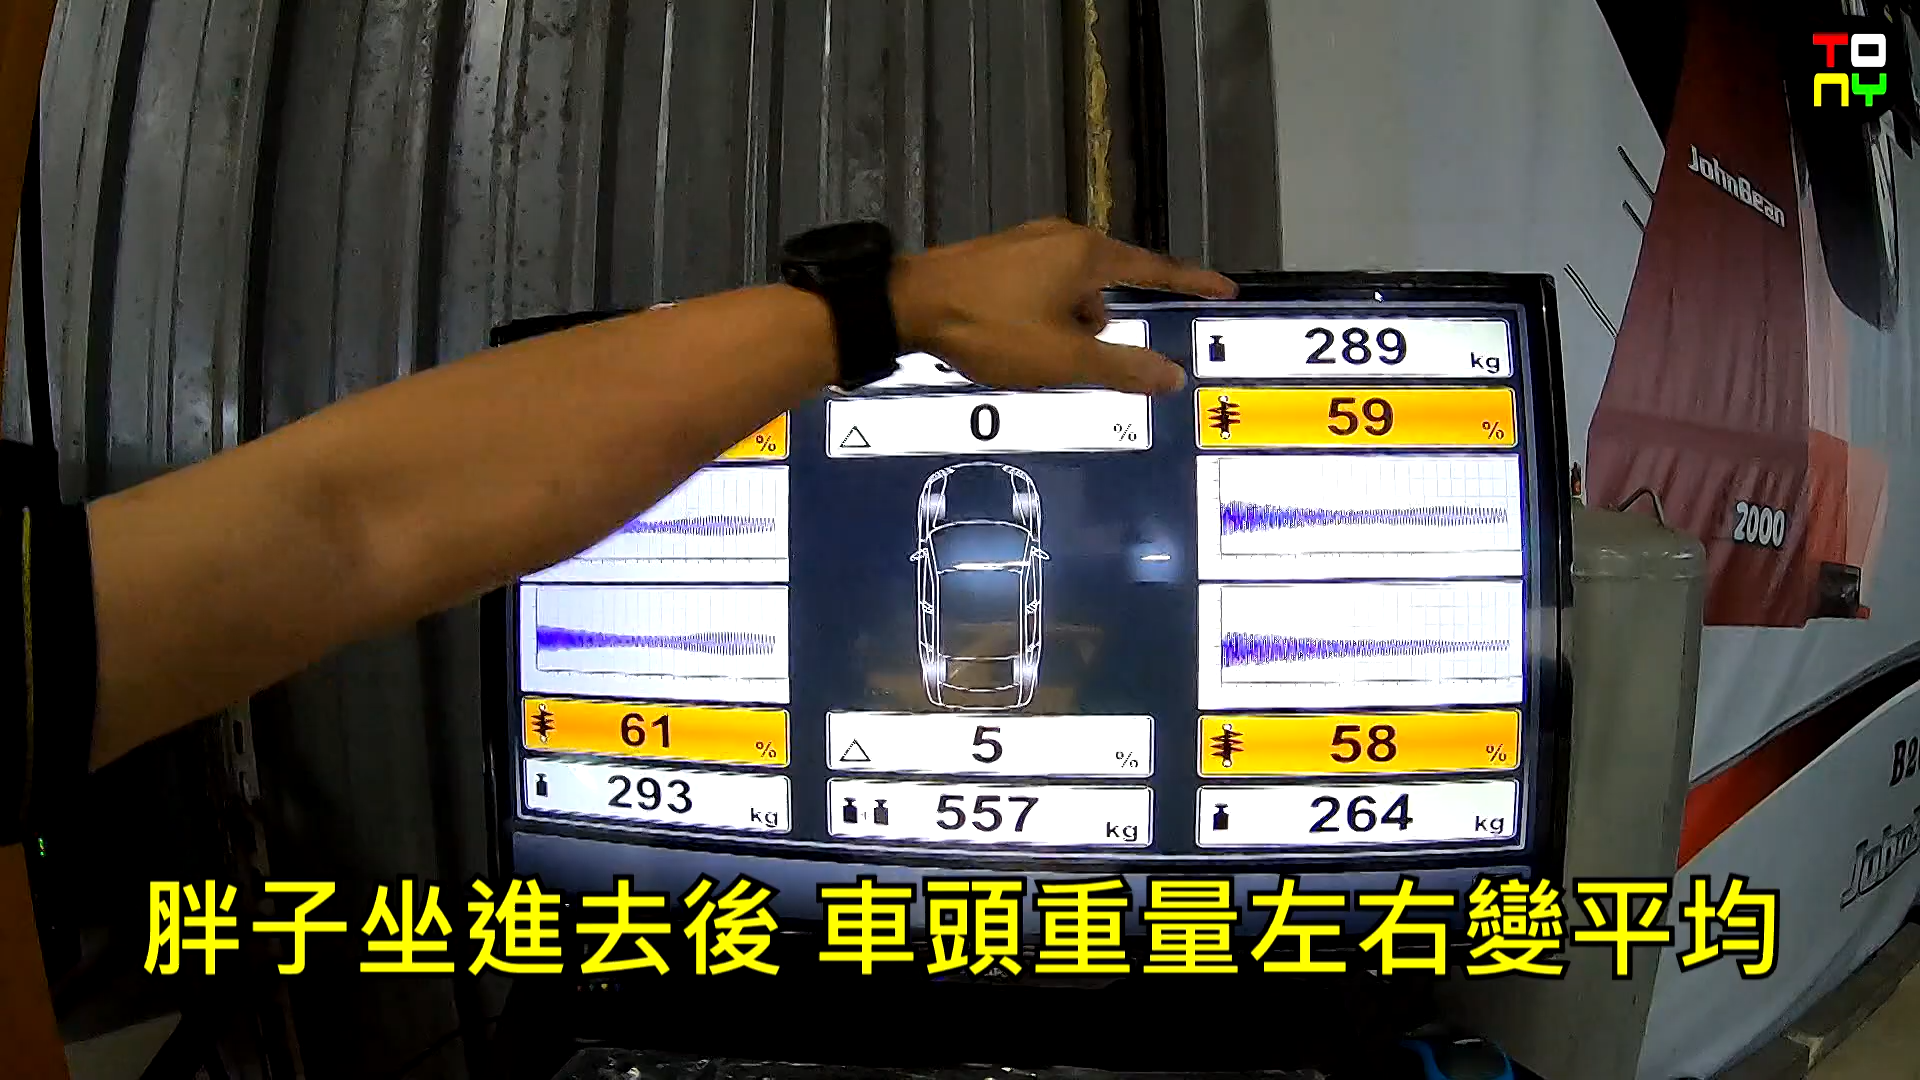 TO
NY
JohnBean
289 kg
59 %
%
0 %
2000
61 %
5 %
58 %
293 kg
557 kg
264 kg
胖子坐進去後 車頭重量左右變平均